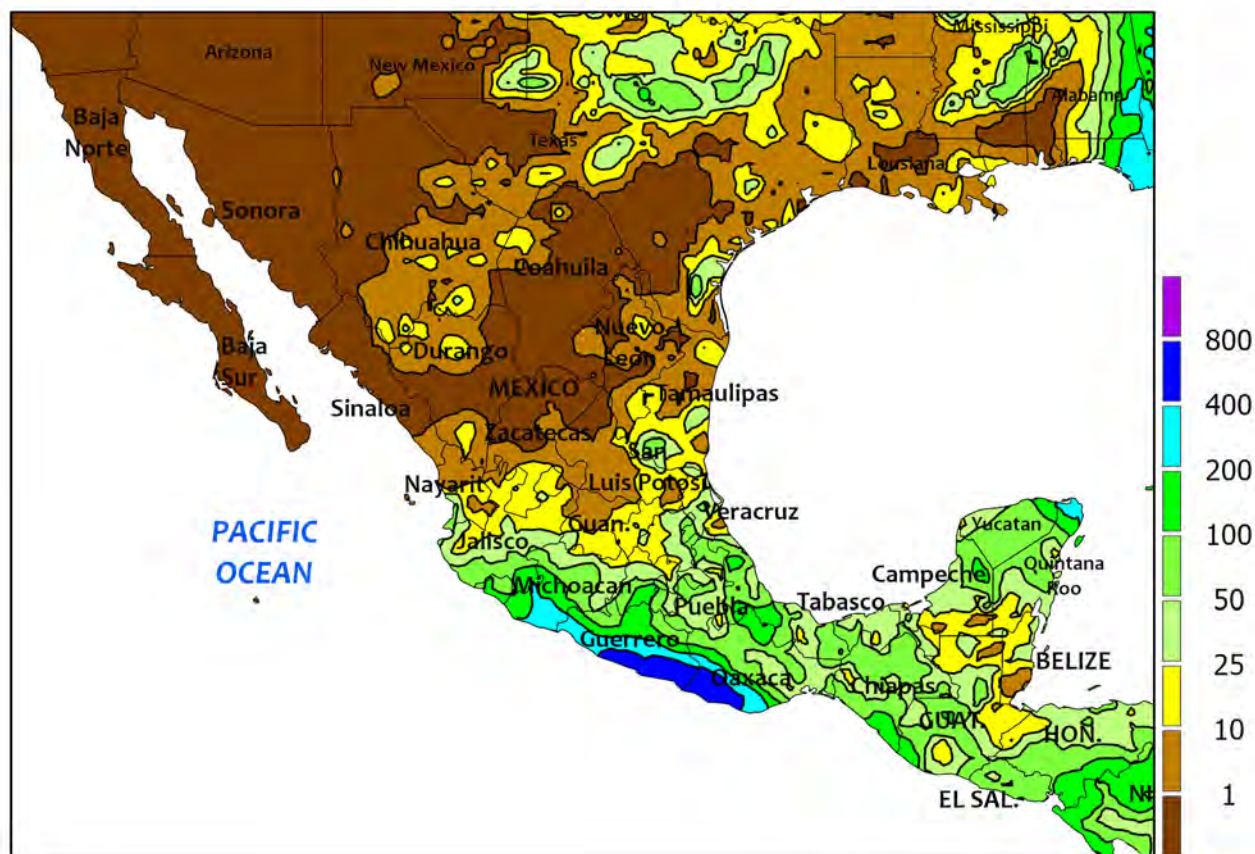 Mississippi
Arizona
New Mexico
Alabama
Baja
Norte
Texas
Lousiana
Sonora
Chihuahua
Coahuila
Nuevo
Leon
Baja
Sur
Durango
MEXICO
Tamaulipas
Sinaloa
Zacatecas
San
Luis Potosi
Nayarit
Veracruz
Guan.
Yucatan
PACIFIC
OCEAN
Jalisco
Quintana
Roo
Campeche
Michoacan
Puebla
Tabasco
Guerrero
BELIZE
Oaxaca
Chiapas
GUAT.
HON.
EL SAL.
NI
800
400
200
100
50
25
10
1